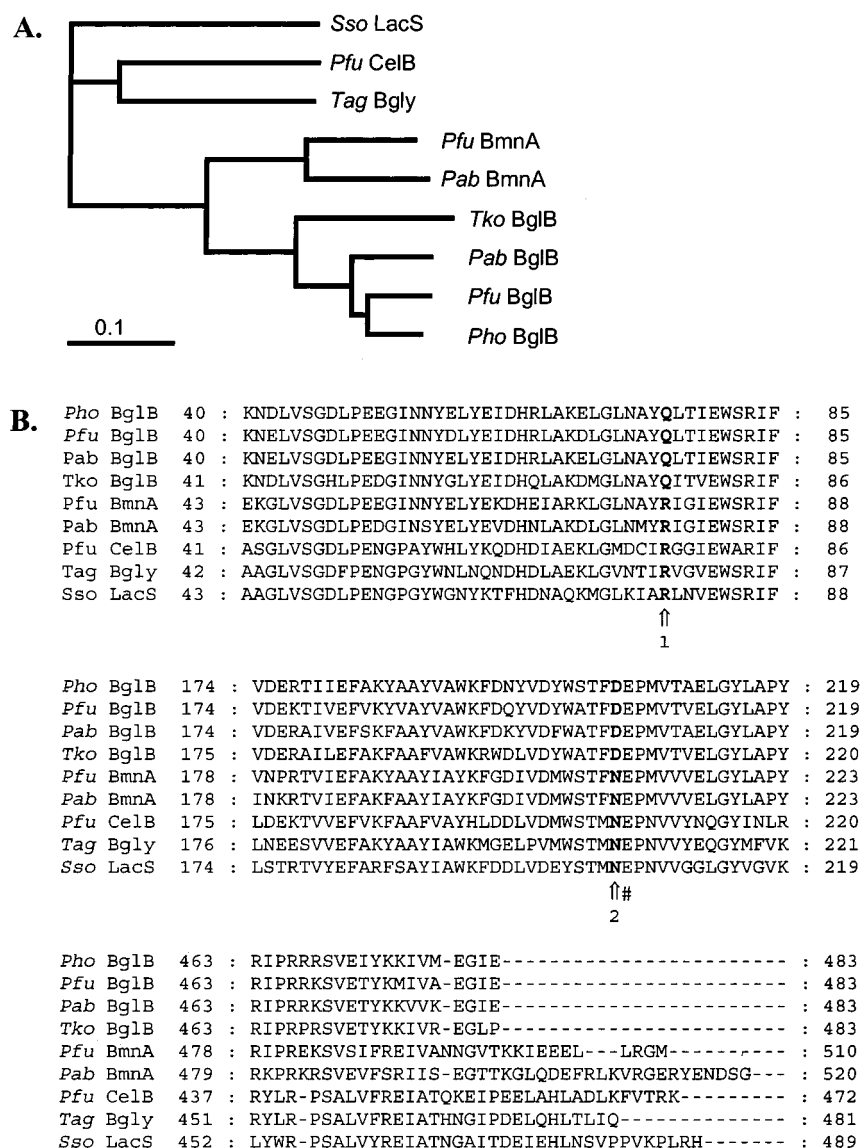 A.
Sso LacS
Pfu CelB
Tag Bgly
Pfu BmnA
Pab BmnA
Tko BglB
Pab BglB
Pfu BglB
Pho BglB
0.1
B.
Pho BglB 40 : KNDLVSGDLPEEGINNYELYEIDHRLAKELGLNAYQLTIEWSRIF : 85
Pfu BglB 40 : KNELVSGDLPEEGINNYDLYEIDHRLAKDLGLNAYQLTIEWSRIF : 85
Pab BglB 40 : KNELVSGDLPEEGINNYELYEIDHRLAKELGLNAYQLTIEWSRIF : 85
Tko BglB 41 : KNDLVSGHLPEDGINNYGLYEIDHQLAKDMGLNAYQITVEWSRIF : 86
Pfu BmnA 43 : EKGLVSGDLPEEGINNYELYEKDHEIARKLGLNAYRIGIEWSRIF : 88
Pab BmnA 43 : EKGLVSGDLPEDGINSYELYEVDHNLAKDLGLNMYRIGIEWSRIF : 88
Pfu CelB 41 : ASGLVSGDLPENGPAYWHLYKQDHDIAEKLGMDCIRGGIEWARIF : 86
Tag Bgly 42 : AAGLVSGDFPENGPGYWNLNQNDHDLAEKLGVNTIRVGVEWSRIF : 87
Sso LacS 43 : AAGLVSGDLPENGPGYWGNYKTFHDNAQKMGLKIARLNVEWSRIF : 88
⇑
1
Pho BglB 174 : VDERTIIEFAKYAAYVAWKFDNYVDYWSTFDEPMVTAELGYLAPY : 219
Pfu BglB 174 : VDEKTIVEFVKYAAYVAWKFDQYVDYWATFDEPMVTVELGYLAPY : 219
Pab BglB 174 : VDERAIVEFSKFAAYVAWKFDKYVDFWATFDEPMVTAELGYLAPY : 219
Tko BglB 175 : VDERAILEFAKFAAFVAWKRWDLVDYWATFDEPMVTVELGYLAPY : 220
Pfu BmnA 178 : VNPRTVIEFAKYAAYIAYKFGDIVDMWSTFNEPMVVVELGYLAPY : 223
Pab BmnA 178 : INKRTVIEFAKFAAYIAYKFGDIVDMWSTFNEPMVVVELGYLAPY : 223
Pfu CelB 175 : LDEKTVVEFVKFAAFVAYHLDDLVDMWSTMNEPNVVYNQGYINLR : 220
Tag Bgly 176 : LNEESVVEFAKYAAYIAWKMGELPVMWSTMNEPNVVYEQGYMFVK : 221
Sso LacS 174 : LSTRTVYEFARFSAYIAWKFDDLVDEYSTMNEPNVVGGLGYVGVK : 219
⇑#
2
Pho BglB 463 : RIPRRRSVEIYKKIVM-EGIE------------------------ : 483
Pfu BglB 463 : RIPRRKSVETYKMIVA-EGIE------------------------ : 483
Pab BglB 463 : RIPRRKSVETYKKVVK-EGIE------------------------ : 483
Tko BglB 463 : RIPRPRSVETYKKIVR-EGLP------------------------ : 483
Pfu BmnA 478 : RIPREKSVSIFREIVANNGVTKKIEEEL---LRGM---------- : 510
Pab BmnA 479 : RKPRKRSVEVFSRIIS-EGTTKGLQDEFRLKVRGERYENDSG--- : 520
Pfu CelB 437 : RYLR-PSALVFREIATQKEIPEELAHLADLKFVTRK--------- : 472
Tag Bgly 451 : RYLR-PSALVFREIATHNGIPDELQHLTLIQ-------------- : 481
Sso LacS 452 : LYWR-PSALVYREIATNGAITDEIEHLNSVPPVKPLRH------- : 489